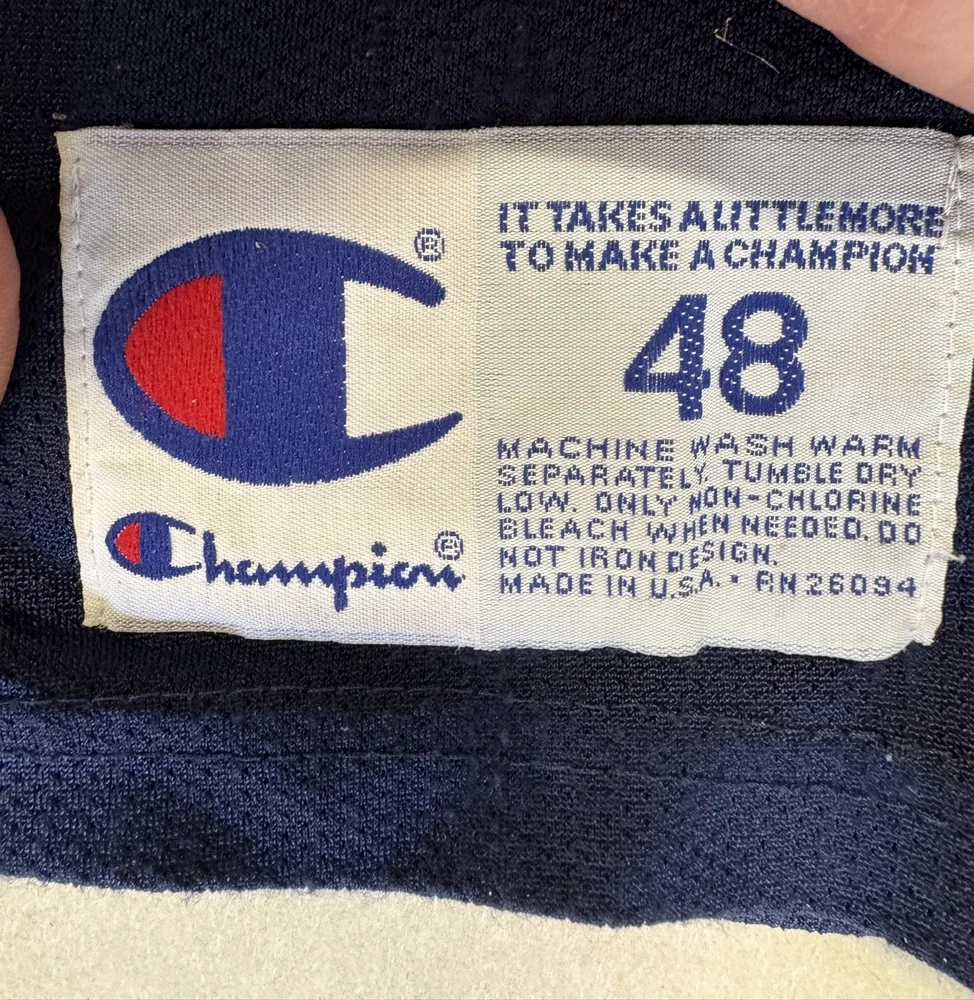 ®
Champion®
IT TAKES A LITTLE MORE
TO MAKE A CHAMPION
48
MACHINE WASH WARM
SEPARATELY. TUMBLE DRY
LOW. ONLY NON-CHLORINE
BLEACH WHEN NEEDED. DO
NOT IRON DESIGN.
MADE IN U.S.A. • RN 26094